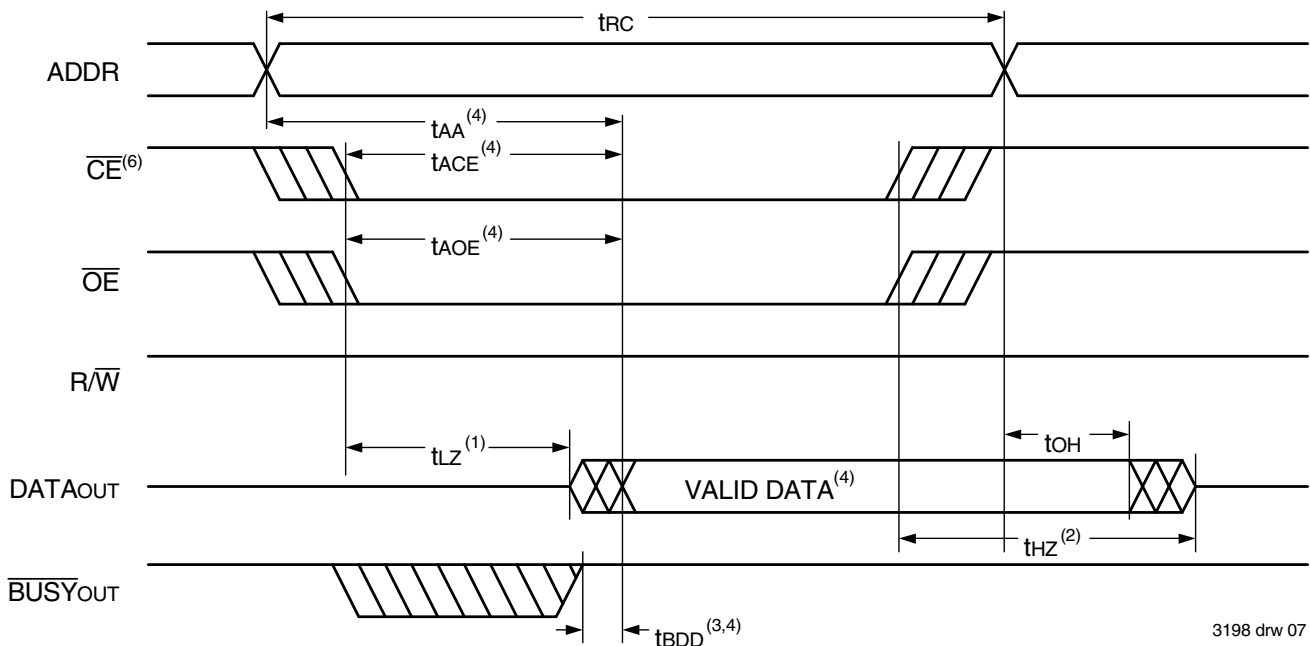 tRC
ADDR
tAA(4)
CE(6)
tACE(4)
tAOE(4)
OE
R/W
tLZ(1)
tOH
DATAOUT
VALID DATA(4)
tHZ(2)
BUSYOUT
tBDD(3,4)
3198 drw 07